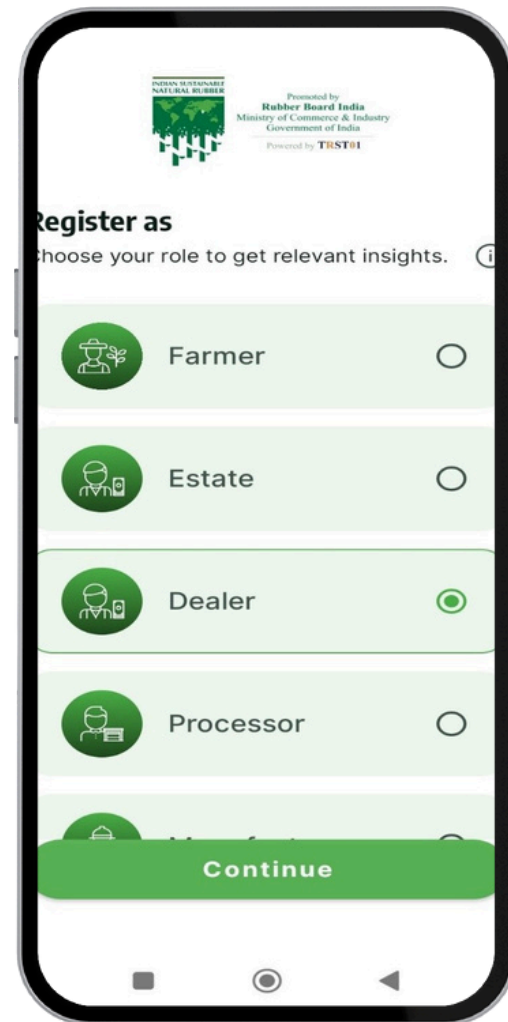 INDIAN SUSTAINABLE
NATURAL RUBBER
Promoted by
Rubber Board India
Ministry of Commerce & Industry
Government of India
Powered by TRST01
Register as
Choose your role to get relevant insights.
Farmer
Estate
Dealer
Processor
Continue